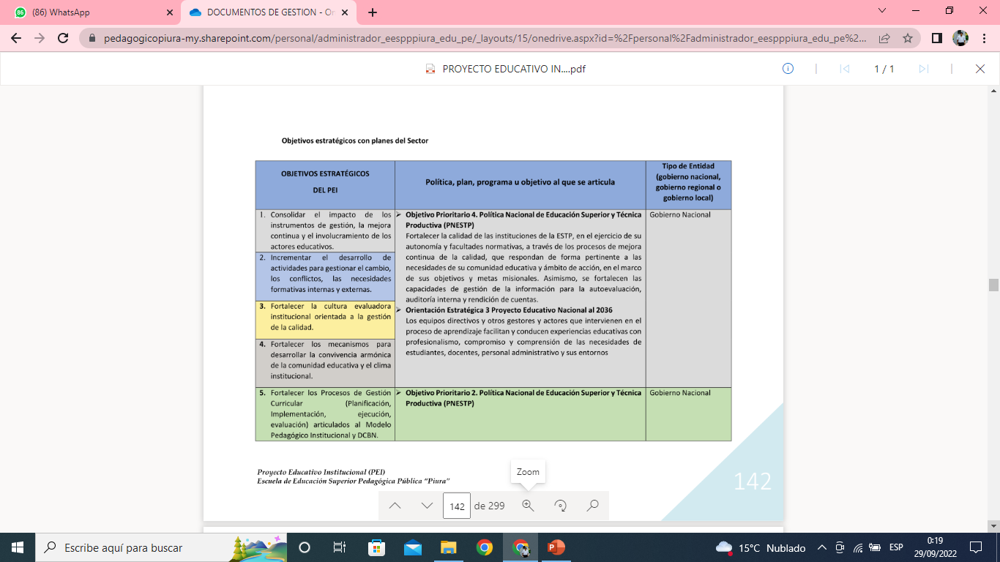 (86) WhatsApp
DOCUMENTOS DE GESTION - Or
pedagogicopiura-my.sharepoint.com/personal/administrador_eespppiura_edu_pe/_layouts/15/onedrive.aspx?id=%2Fpersonal%2Fadministrador_eespppiura_edu_pe%2...
PROYECTO EDUCATIVO IN....pdf
1 / 1
Objetivos estratégicos con planes del Sector
OBJETIVOS ESTRATÉGICOS
DEL PEI
Política, plan, programa u objetivo al que se articula
Tipo de Entidad
(gobierno nacional,
gobierno regional o
gobierno local)
1. Consolidar el impacto de los
instrumentos de gestión, la mejora
continua y el involucramiento de los
actores educativos.
2. Incrementar el desarrollo de
actividades para gestionar el cambio,
los conflictos, las necesidades
formativas internas y externas.
3. Fortalecer la cultura evaluadora
institucional orientada a la gestión
de la calidad.
4. Fortalecer los mecanismos para
desarrollar la convivencia armónica
de la comunidad educativa y el clima
institucional.
➢ Objetivo Prioritario 4. Política Nacional de Educación Superior y Técnica
Productiva (PNESTP)
Fortalecer la calidad de las instituciones de la ESTP, en el ejercicio de su
autonomía y facultades normativas, a través de los procesos de mejora
continua de la calidad, que respondan de forma pertinente a las
necesidades de su comunidad educativa y ámbito de acción, en el marco
de sus objetivos y metas misionales. Asimismo, se fortalecen las
capacidades de gestión de la información para la autoevaluación,
auditoría interna y rendición de cuentas.
➢ Orientación Estratégica 3 Proyecto Educativo Nacional al 2036
Los equipos directivos y otros gestores y actores que intervienen en el
proceso de aprendizaje facilitan y conducen experiencias educativas con
profesionalismo, compromiso y comprensión de las necesidades de
estudiantes, docentes, personal administrativo y sus entornos
Gobierno Nacional
5. Fortalecer los Procesos de Gestión
Curricular (Planificación,
Implementación, ejecución,
evaluación) articulados al Modelo
Pedagógico Institucional y DCBN.
➢ Objetivo Prioritario 2. Política Nacional de Educación Superior y Técnica
Productiva (PNESTP)
Gobierno Nacional
Proyecto Educativo Institucional (PEI)
Escuela de Educación Superior Pedagógica Pública "Piura"
142
Zoom
142 de 299
Escribe aquí para buscar
15°C Nublado
ESP
0:19
29/09/2022